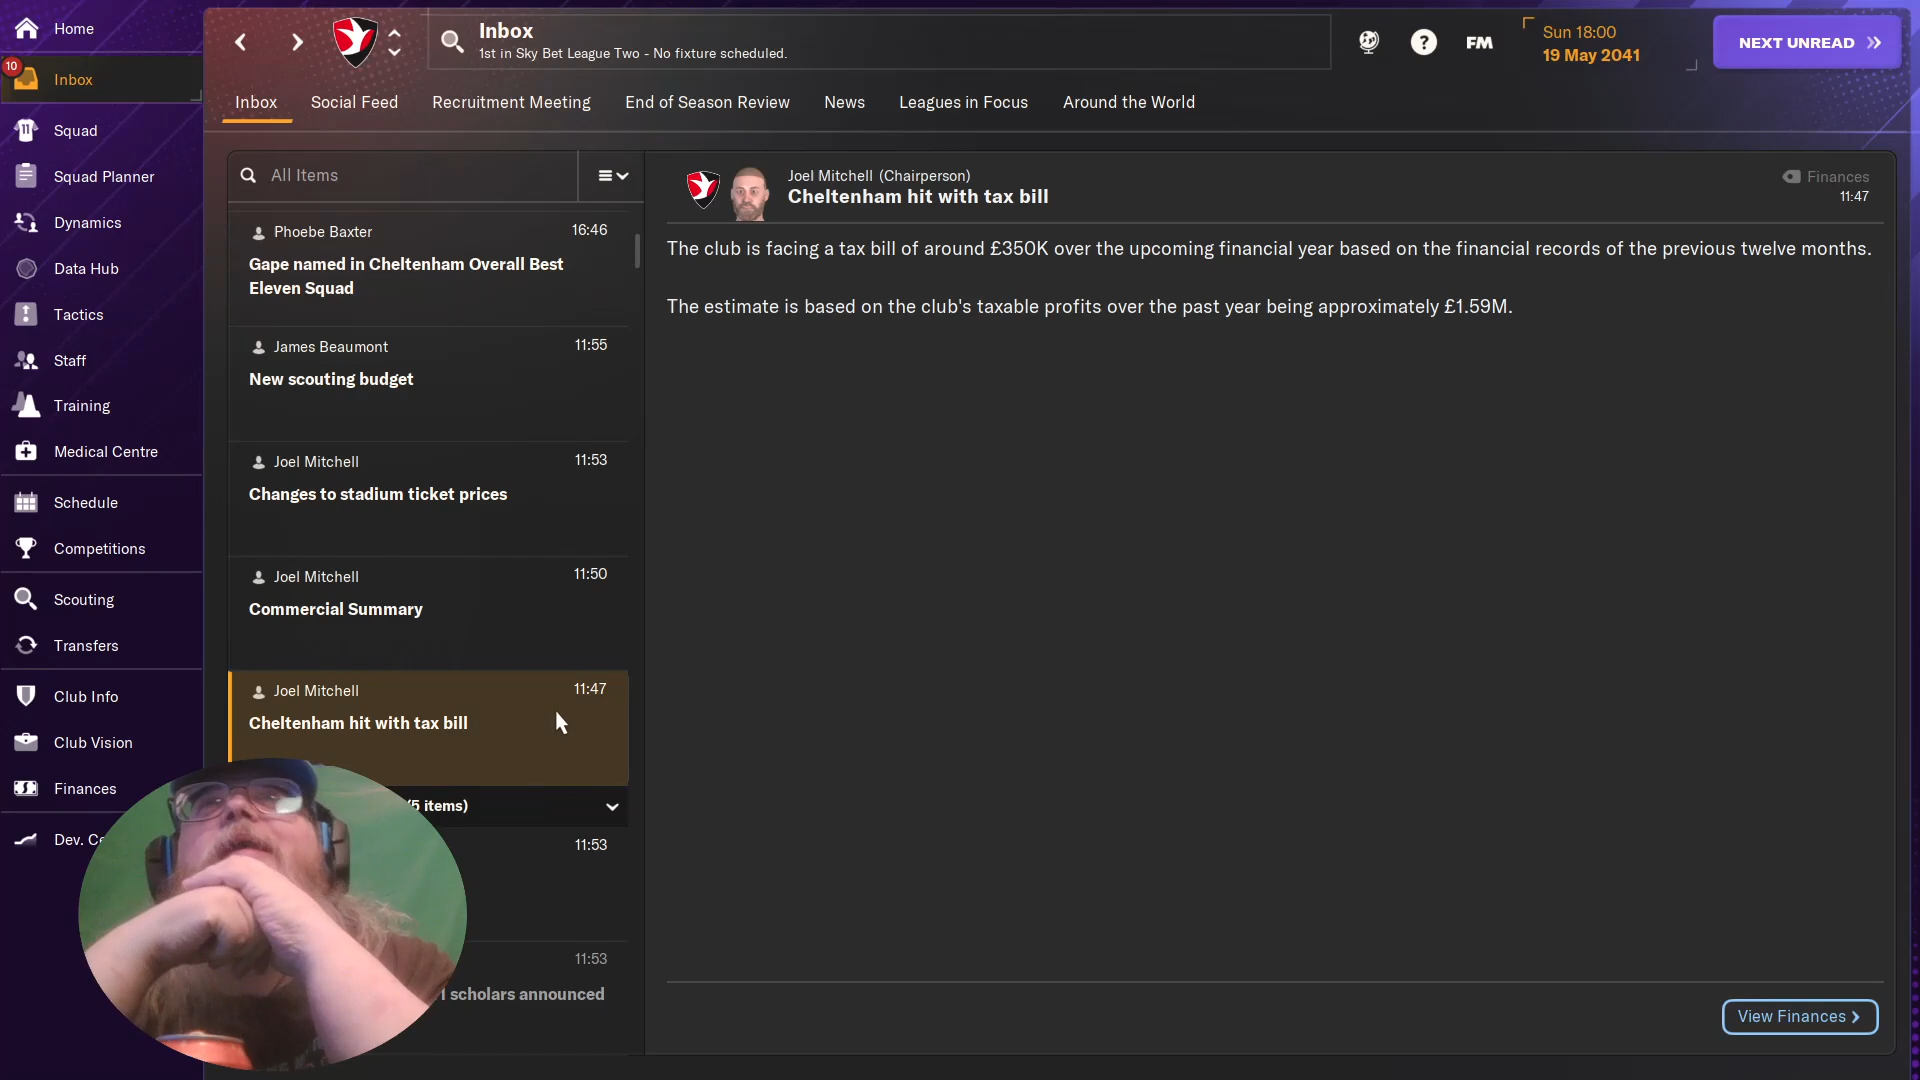 Home
10
Inbox
Squad
Squad Planner
Dynamics
Data Hub
Tactics
Staff
Training
Medical Centre
Schedule
Competitions
Scouting
Transfers
Club Info
Club Vision
Finances
Dev. Ce
Inbox
1st in Sky Bet League Two - No fixture scheduled.
?
FM
Sun 18:00
19 May 2041
NEXT UNREAD
Inbox
Social Feed
Recruitment Meeting
End of Season Review
News
Leagues in Focus
Around the World
All Items
Phoebe Baxter
16:46
Gape named in Cheltenham Overall Best
Eleven Squad
James Beaumont
11:55
New scouting budget
Joel Mitchell
11:53
Changes to stadium ticket prices
Joel Mitchell
11:50
Commercial Summary
Joel Mitchell
11:47
Cheltenham hit with tax bill
(5 items)
11:53
11:53
scholars announced
Joel Mitchell (Chairperson)
Cheltenham hit with tax bill
Finances
11:47
The club is facing a tax bill of around £350K over the upcoming financial year based on the financial records of the previous twelve months.
The estimate is based on the club's taxable profits over the past year being approximately £1.59M.
View Finances